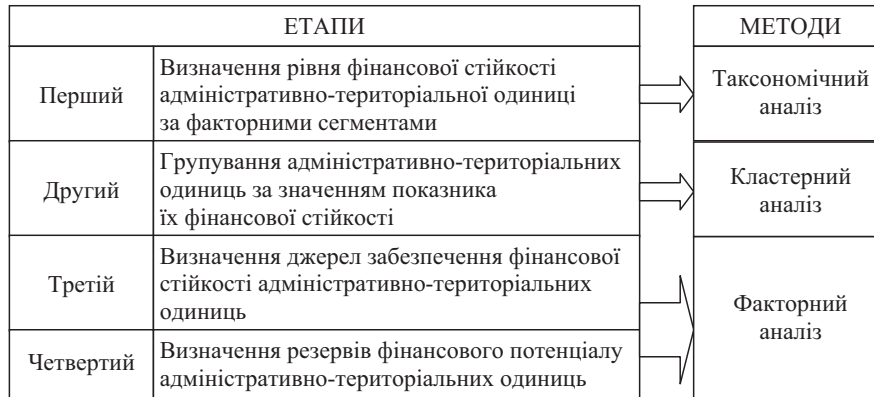 ЕТАПИ
МЕТОДИ
Перший
Визначення рівня фінансової стійкості
адміністративно-територіальної одиниці
за факторними сегментами
Таксономічний
аналіз
Другий
Групування адміністративно-територіальних
одиниць за значенням показника
їх фінансової стійкості
Кластерний
аналіз
Третій
Визначення джерел забезпечення фінансової
стійкості адміністративно-територіальних
одиниць
Факторний
аналіз
Четвертий
Визначення резервів фінансового потенціалу
адміністративно-територіальних одиниць